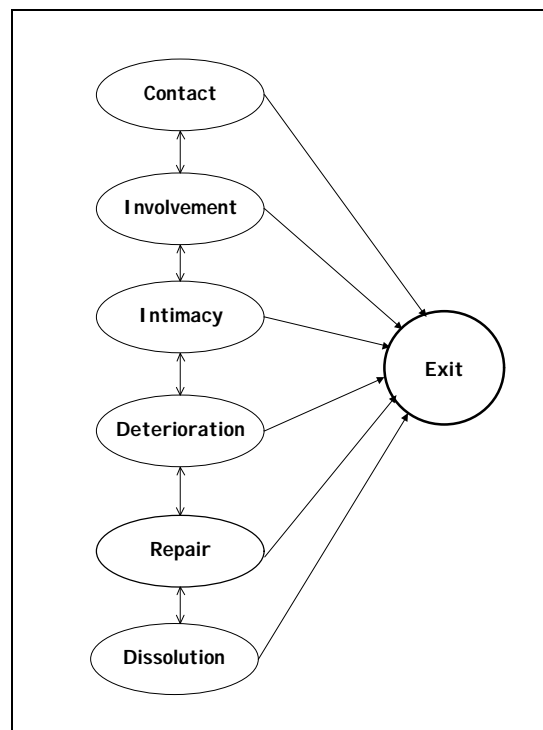 Contact
Involvement
Intimacy
Exit
Deterioration
Repair
Dissolution